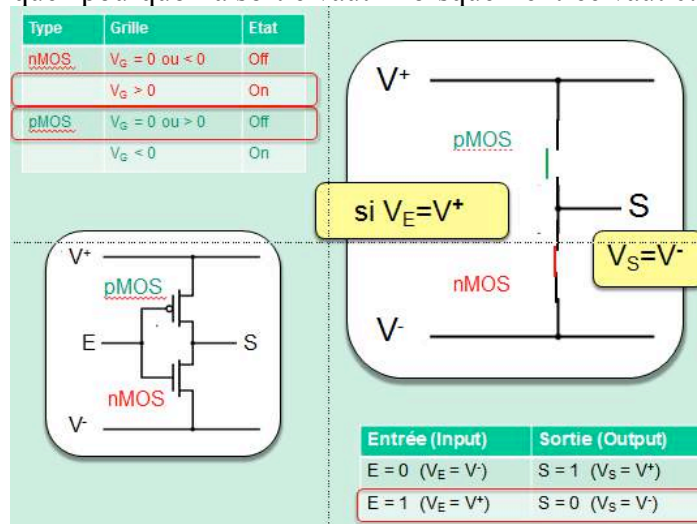 Type Grille Etat
nMOS V_G = 0 ou < 0 Off
V_G > 0 On
pMOS V_G = 0 ou > 0 Off
V_G < 0 On
V⁺
pMOS
si V_E=V⁺
S
V_S=V⁻
nMOS
V⁻
V⁺
pMOS
E
S
nMOS
V⁻
Entrée (Input) Sortie (Output)
E = 0 (V_E = V⁻) S = 1 (V_S = V⁺)
E = 1 (V_E = V⁺) S = 0 (V_S = V⁻)